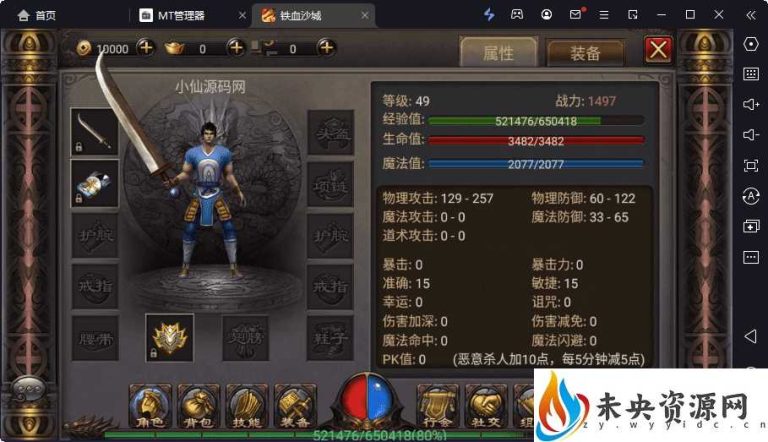 首页
MT管理器
铁血沙城
10000
0
0
属性
装备
小仙源码网
头盔
项链
护腕
护腕
戒指
戒指
腰带
鞋子
等级: 49
战力: 1497
经验值: 521476/650418
生命值: 3482/3482
魔法值: 2077/2077
物理攻击: 129 - 257
物理防御: 60 - 122
魔法攻击: 0 - 0
魔法防御: 33 - 65
道术攻击: 0 - 0
暴击: 0
暴击力: 0
准确: 15
敏捷: 15
幸运: 0
诅咒: 0
伤害加深: 0
伤害减免: 0
魔法命中: 0
魔法闪避: 0
PK值: 0 (恶意杀人加10点，每5分钟减5点)
角色
背包
技能
装备
行会
社交
组
521476/650418(80%)
未央资源网
zy.wyyidc.cn